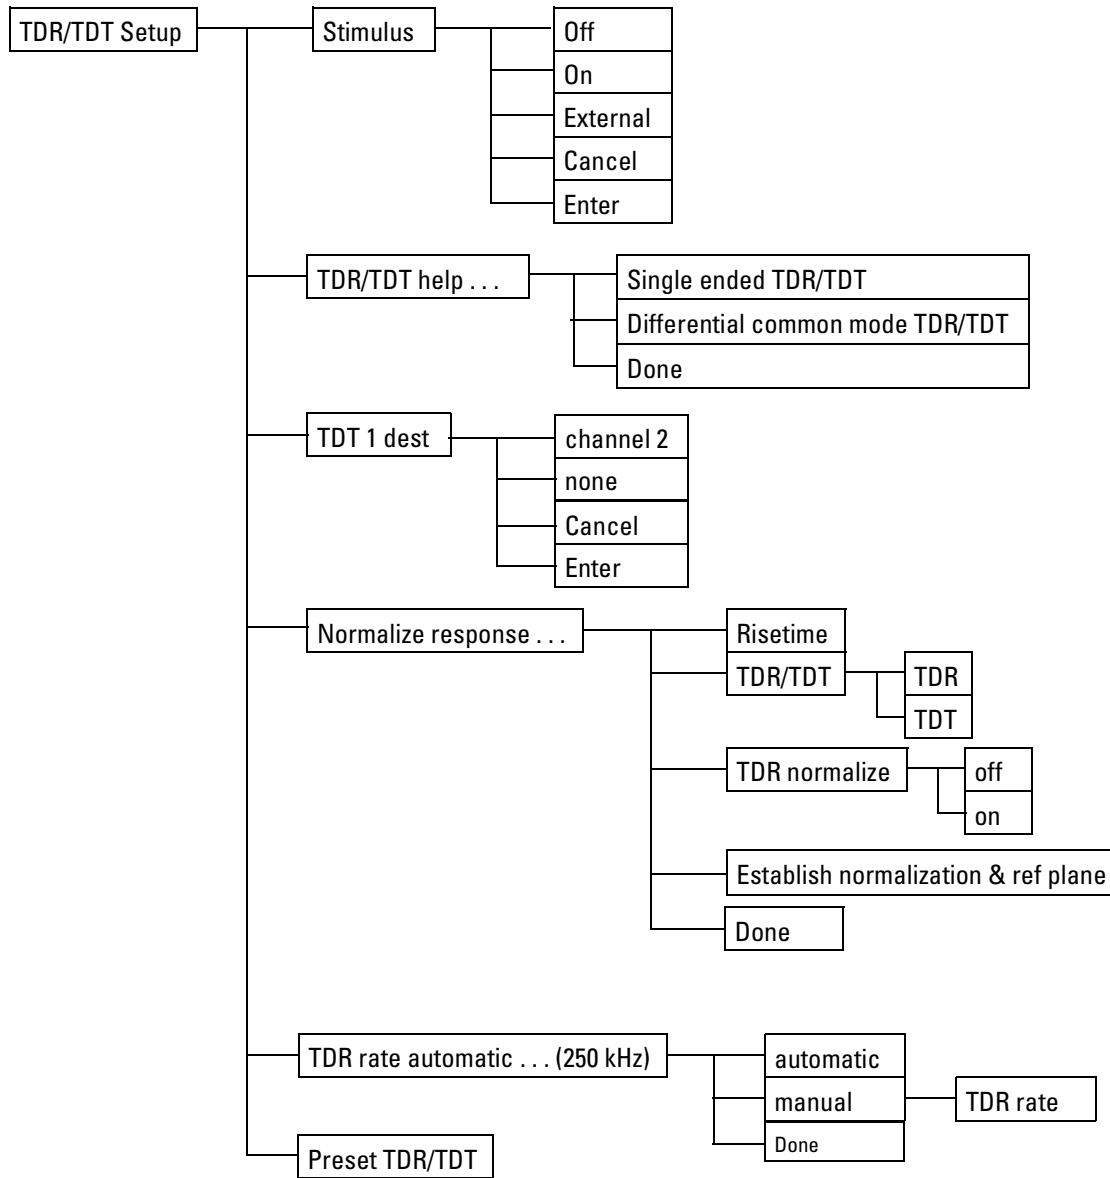 TDR/TDT Setup
Stimulus
Off
On
External
Cancel
Enter
TDR/TDT help . . .
Single ended TDR/TDT
Differential common mode TDR/TDT
Done
TDT 1 dest
channel 2
none
Cancel
Enter
Normalize response . . .
Risetime
TDR/TDT
TDR
TDT
TDR normalize
off
on
Establish normalization & ref plane
Done
TDR rate automatic . . . (250 kHz)
automatic
manual
TDR rate
Done
Preset TDR/TDT